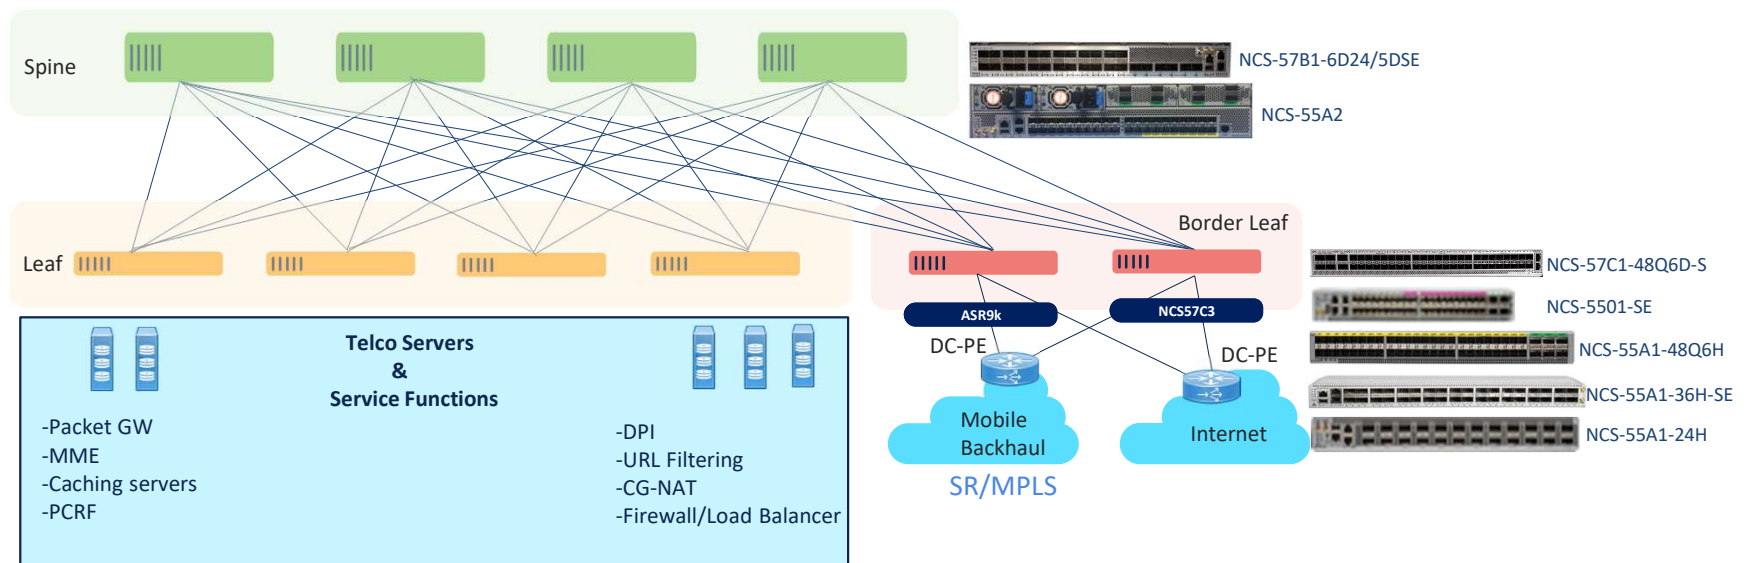 Spine
NCS-57B1-6D24/5DSE
NCS-55A2
Leaf
Border Leaf
NCS-57C1-48Q6D-S
NCS-5501-SE
NCS-55A1-48Q6H
NCS-55A1-36H-SE
NCS-55A1-24H
ASR9k
NCS57C3
DC-PE
DC-PE
Mobile
Backhaul
Internet
SR/MPLS
Telco Servers
&
Service Functions
-Packet GW
-MME
-Caching servers
-PCRF
-DPI
-URL Filtering
-CG-NAT
-Firewall/Load Balancer